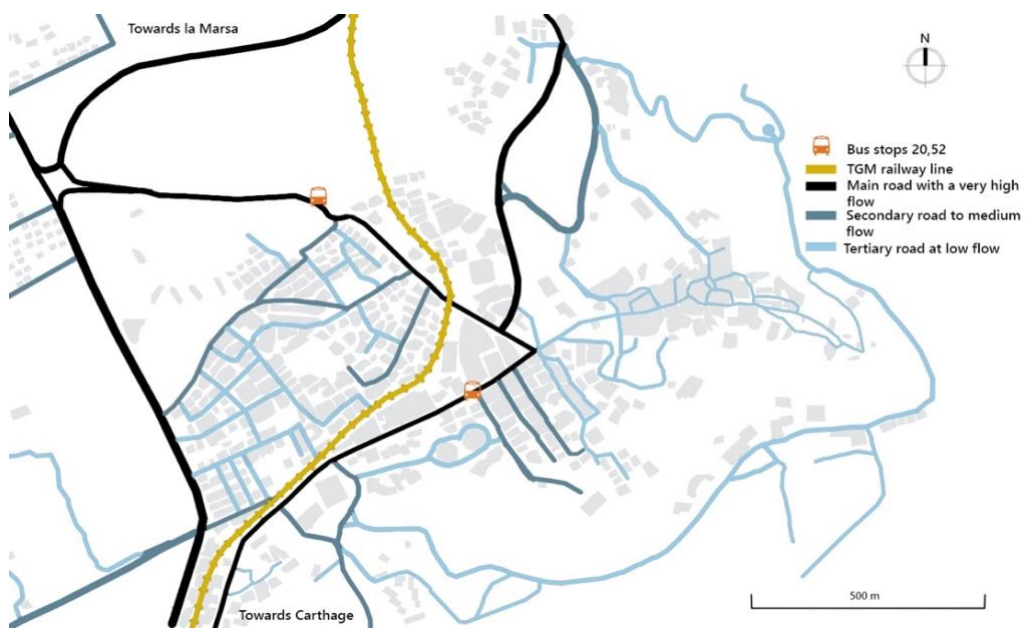 Towards la Marsa
N
Bus stops 20,52
TGM railway line
Main road with a very high
flow
Secondary road to medium
flow
Tertiary road at low flow
500 m
Towards Carthage